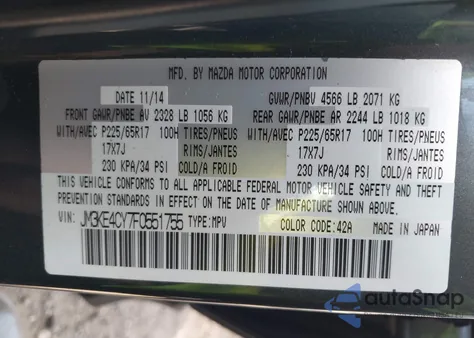 MFD. BY MAZDA MOTOR CORPORATION
DATE 11/14 GVWR/PNBV 4566 LB 2071 KG
FRONT GAWR/PNBE AV 2328 LB 1056 KG REAR GAWR/PNBE AR 2244 LB 1018 KG
WITH/AVEC P225/65R17 100H TIRES/PNEUS WITH/AVEC P225/65R17 100H TIRES/PNEUS
17X7J RIMS/JANTES 17X7J RIMS/JANTES
230 KPA/34 PSI COLD/A FROID 230 KPA/34 PSI COLD/A FROID
THIS VEHICLE CONFORMS TO ALL APPLICABLE FEDERAL MOTOR VEHICLE SAFETY AND THEFT
PREVENTION STANDARDS IN EFFECT ON THE DATE OF MANUFACTURE SHOWN ABOVE.
VIN: JM3KE4CY7F0551755 TYPE:MPV COLOR CODE:42A MADE IN JAPAN
autoSnap